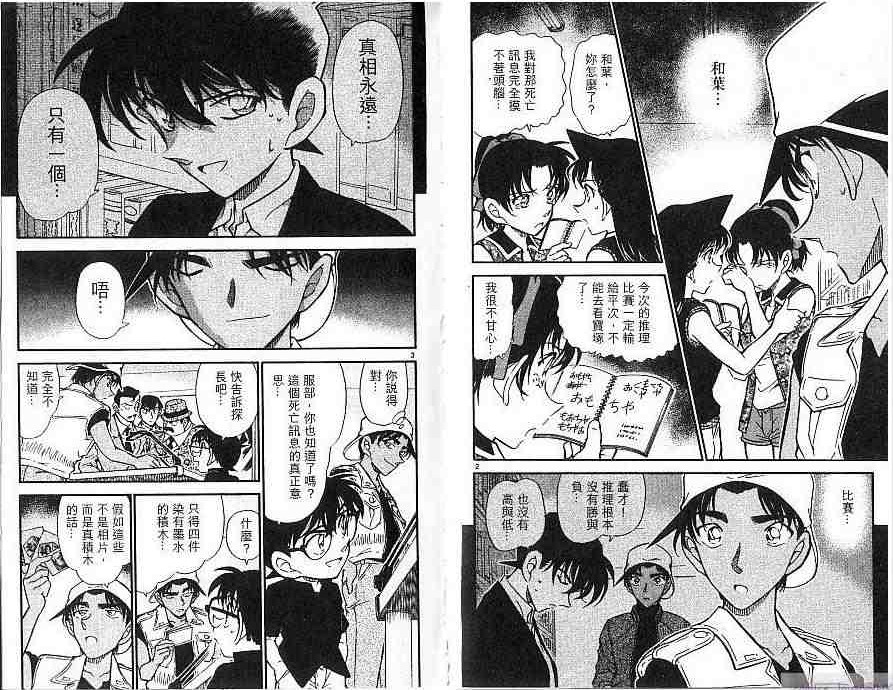 和葉…
和葉，
妳怎麼了？
我對那死亡
訊息完全摸
不著頭腦…
今次的推理
比賽一定輸
給平次，不
能去看寶塚
了…
我很不甘心…
おもちゃ
2
比賽…
蠢才！
推理根本
沒有勝與
負…
也沒有
高與低…
真相永遠…
只有一個…
唔…
3
你說得
對…
服部，你也知道了嗎？
這個死亡訊息的真正意
思…
快告訴探
長吧…
完全不
知道…
什麼？
只得四件
染有墨水
的積木…
假如這些
不是相片
而是真積木
的話…